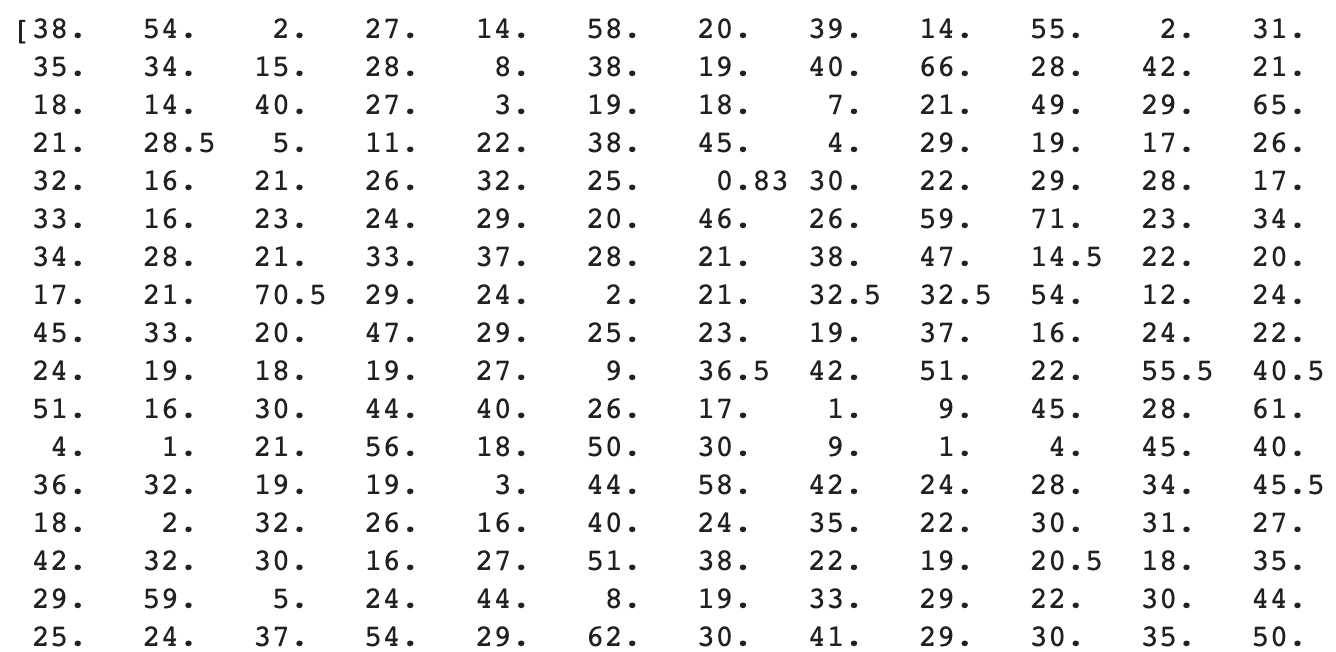 [38. 54. 2. 27. 14. 58. 20. 39. 14. 55. 2. 31.
35. 34. 15. 28. 8. 38. 19. 40. 66. 28. 42. 21.
18. 14. 40. 27. 3. 19. 18. 7. 21. 49. 29. 65.
21. 28.5 5. 11. 22. 38. 45. 4. 29. 19. 17. 26.
32. 16. 21. 26. 32. 25. 0.83 30. 22. 29. 28. 17.
33. 16. 23. 24. 29. 20. 46. 26. 59. 71. 23. 34.
34. 28. 21. 33. 37. 28. 21. 38. 47. 14.5 22. 20.
17. 21. 70.5 29. 24. 2. 21. 32.5 32.5 54. 12. 24.
45. 33. 20. 47. 29. 25. 23. 19. 37. 16. 24. 22.
24. 19. 18. 19. 27. 9. 36.5 42. 51. 22. 55.5 40.5
51. 16. 30. 44. 40. 26. 17. 1. 9. 45. 28. 61.
4. 1. 21. 56. 18. 50. 30. 9. 1. 4. 45. 40.
36. 32. 19. 19. 3. 44. 58. 42. 24. 28. 34. 45.5
18. 2. 32. 26. 16. 40. 24. 35. 22. 30. 31. 27.
42. 32. 30. 16. 27. 51. 38. 22. 19. 20.5 18. 35.
29. 59. 5. 24. 44. 8. 19. 33. 29. 22. 30. 44.
25. 24. 37. 54. 29. 62. 30. 41. 29. 30. 35. 50.